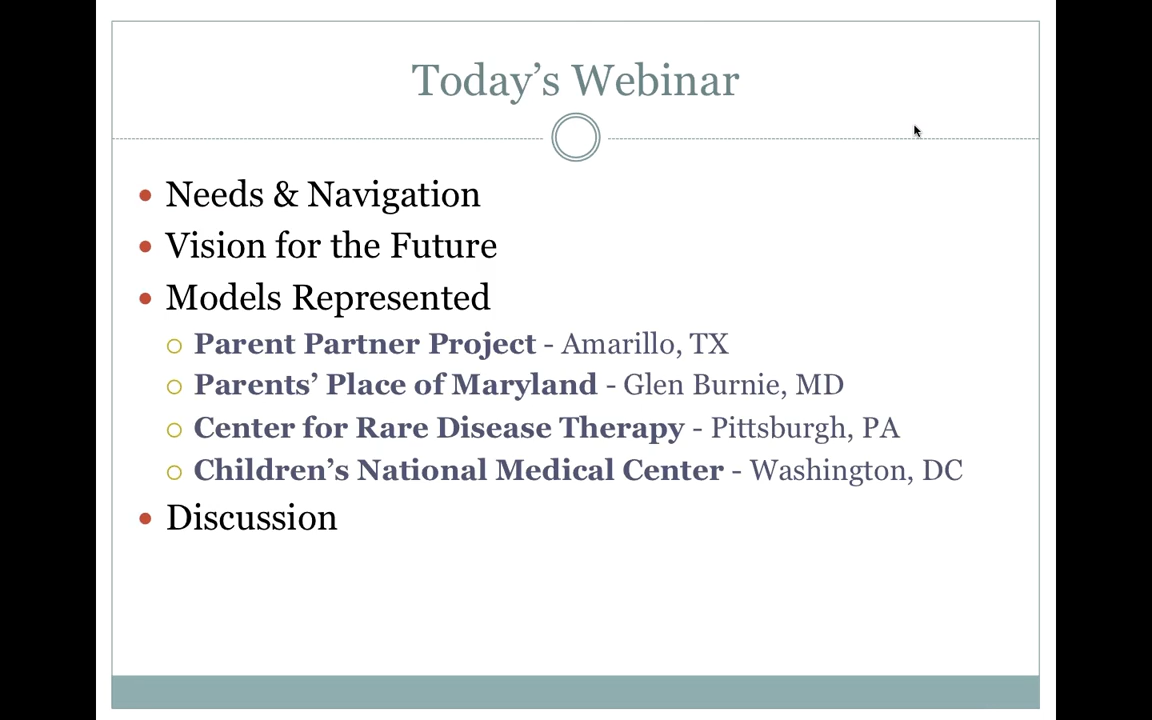 Today’s Webinar
Needs & Navigation
Vision for the Future
Models Represented
Parent Partner Project - Amarillo, TX
Parents’ Place of Maryland - Glen Burnie, MD
Center for Rare Disease Therapy - Pittsburgh, PA
Children’s National Medical Center - Washington, DC
Discussion